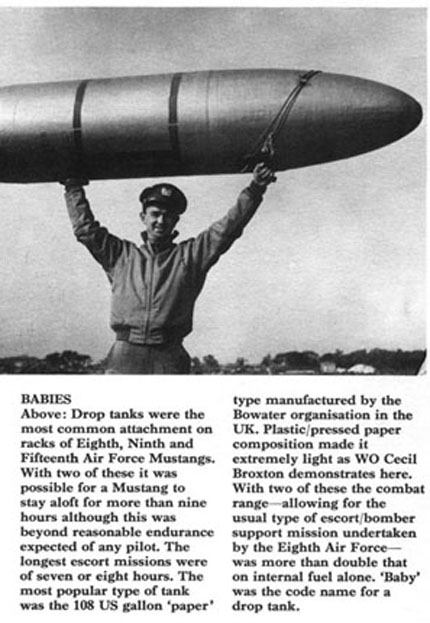 BABIES
Above: Drop tanks were the
most common attachment on
racks of Eighth, Ninth and
Fifteenth Air Force Mustangs.
With two of these it was
possible for a Mustang to
stay aloft for more than nine
hours although this was
beyond reasonable endurance
expected of any pilot. The
longest escort missions were
of seven or eight hours. The
most popular type of tank
was the 108 US gallon 'paper'
type manufactured by the
Bowater organisation in the
UK. Plastic/pressed paper
composition made it
extremely light as WO Cecil
Broxton demonstrates here.
With two of these the combat
range—allowing for the
usual type of escort/bomber
support mission undertaken
by the Eighth Air Force—
was more than double that
on internal fuel alone. 'Baby'
was the code name for a
drop tank.